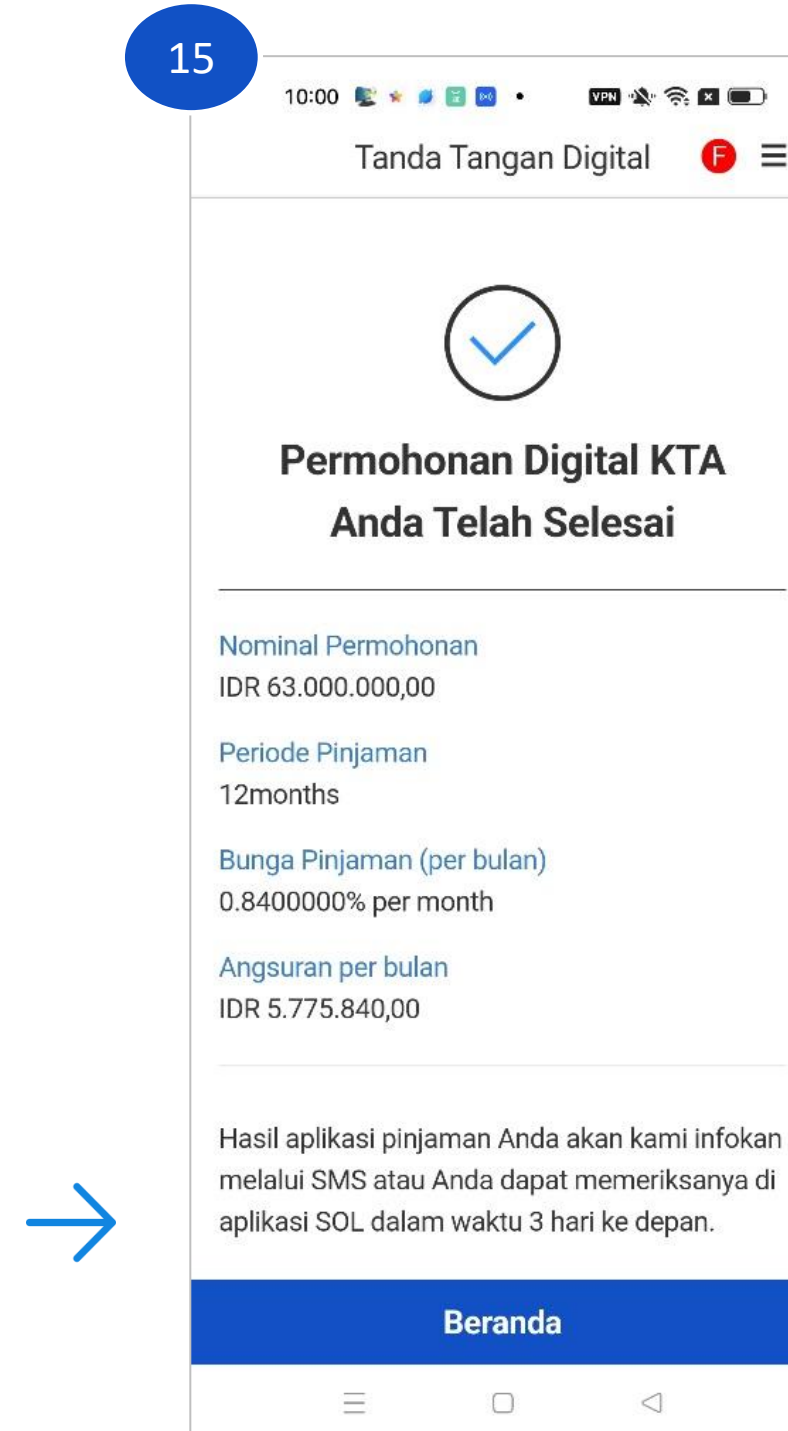 15
10:00
VPN
Tanda Tangan Digital
F
Permohonan Digital KTA
Anda Telah Selesai
Nominal Permohonan
IDR 63.000.000,00
Periode Pinjaman
12months
Bunga Pinjaman (per bulan)
0.8400000% per month
Angsuran per bulan
IDR 5.775.840,00
Hasil aplikasi pinjaman Anda akan kami infokan
melalui SMS atau Anda dapat memeriksanya di
aplikasi SOL dalam waktu 3 hari ke depan.
Beranda